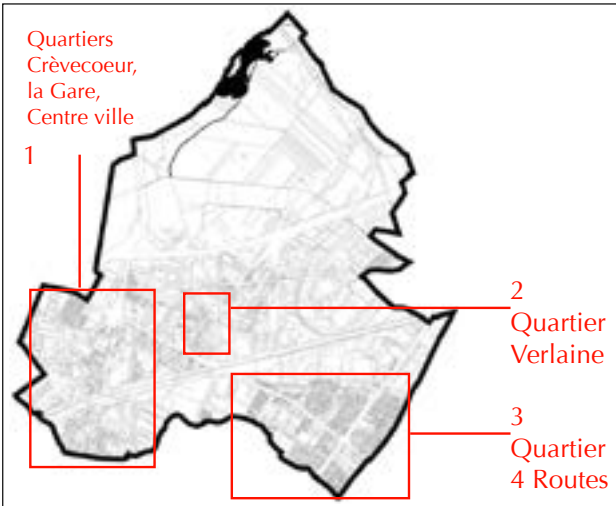 Quartiers
Crèvecoeur,
la Gare,
Centre ville
1
2
Quartier
Verlaine
3
Quartier
4 Routes